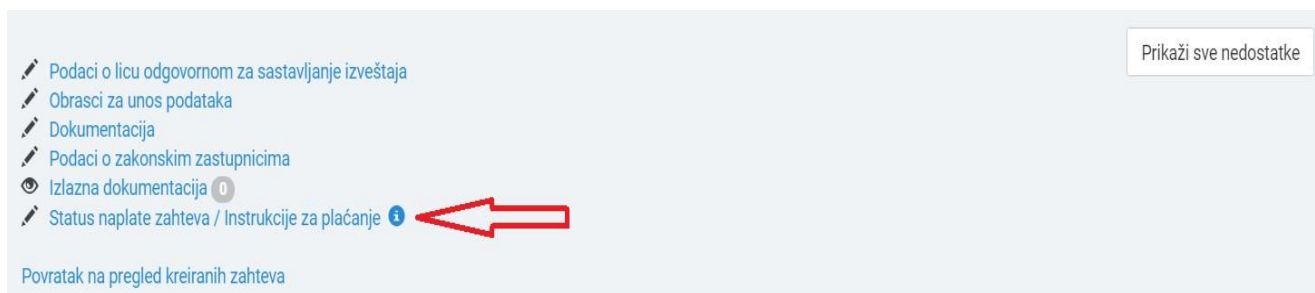 Prikaži sve nedostatke
Podaci o licu odgovornom za sastavljanje izveštaja
Obrasci za unos podataka
Dokumentacija
Podaci o zakonskim zastupnicima
Izlazna dokumentacija 0
Status naplate zahteva / Instrukcije za plaćanje
Povratak na pregled kreiranih zahteva